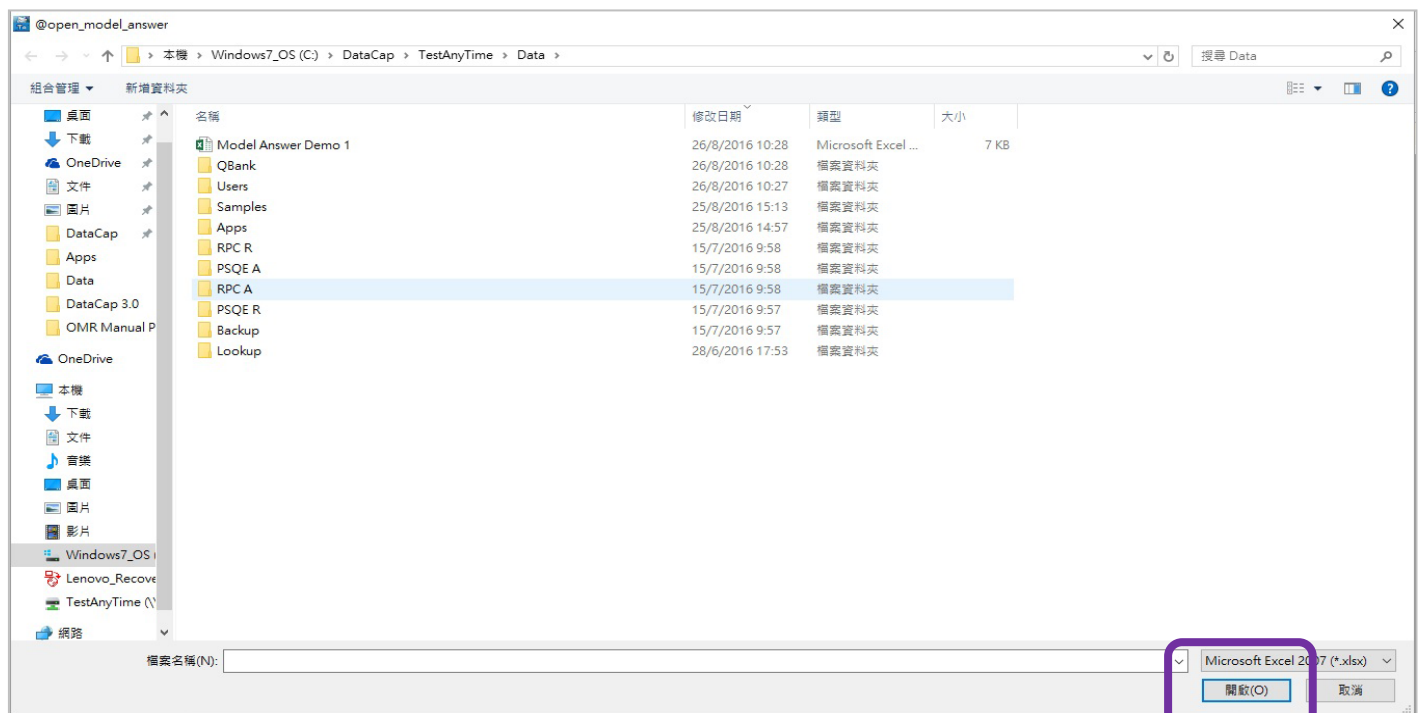 @open_model_answer
本機 › Windows7_OS (C:) › DataCap › TestAnyTime › Data ›
搜尋 Data
組合管理 新增資料夾
名稱 修改日期 類型 大小
桌面
下載
OneDrive
文件
圖片
DataCap
Apps
Data
DataCap 3.0
OMR Manual P
OneDrive
本機
下載
文件
音樂
桌面
圖片
影片
Windows7_OS (
Lenovo_Recove
TestAnyTime (\\
網路
Model Answer Demo 1 26/8/2016 10:28 Microsoft Excel ... 7 KB
QBank 26/8/2016 10:28 檔案資料夾
Users 26/8/2016 10:27 檔案資料夾
Samples 25/8/2016 15:13 檔案資料夾
Apps 25/8/2016 14:57 檔案資料夾
RPC R 15/7/2016 9:58 檔案資料夾
PSQE A 15/7/2016 9:58 檔案資料夾
RPC A 15/7/2016 9:58 檔案資料夾
PSQE R 15/7/2016 9:57 檔案資料夾
Backup 15/7/2016 9:57 檔案資料夾
Lookup 28/6/2016 17:53 檔案資料夾
檔案名稱(N):
Microsoft Excel 2007 (*.xlsx)
開啟(O) 取消